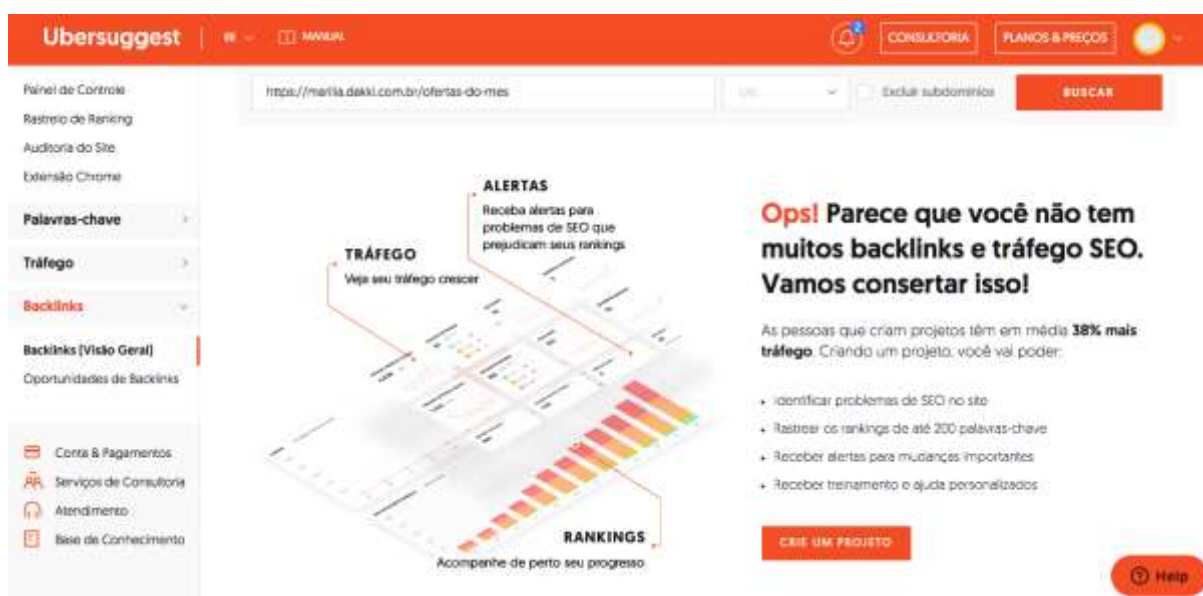 Ubersuggest
MANUAL
2
CONSULTORIA
PLANOS & PREÇOS
Painel de Controle
Rastreio de Ranking
Auditoria do Site
Extensão Chrome
Palavras-chave
Tráfego
Backlinks
Backlinks (Visão Geral)
Oportunidades de Backlinks
Conta & Pagamentos
Serviços de Consultoria
Atendimento
Base de Conhecimento
https://marilia.dakki.com.br/ofertas-do-mes
URL
Excluir subdomínios
BUSCAR
ALERTAS
Receba alertas para
problemas de SEO que
prejudicam seus rankings
TRÁFEGO
Veja seu tráfego crescer
RANKINGS
Acompanhe de perto seu progresso
Ops! Parece que você não tem
muitos backlinks e tráfego SEO.
Vamos consertar isso!
As pessoas que criam projetos têm em média 38% mais
tráfego. Criando um projeto, você vai poder:
Identificar problemas de SEO no site
Rastrear os rankings de até 200 palavras-chave
Receber alertas para mudanças importantes
Receber treinamento e ajuda personalizados
CRIE UM PROJETO
Help